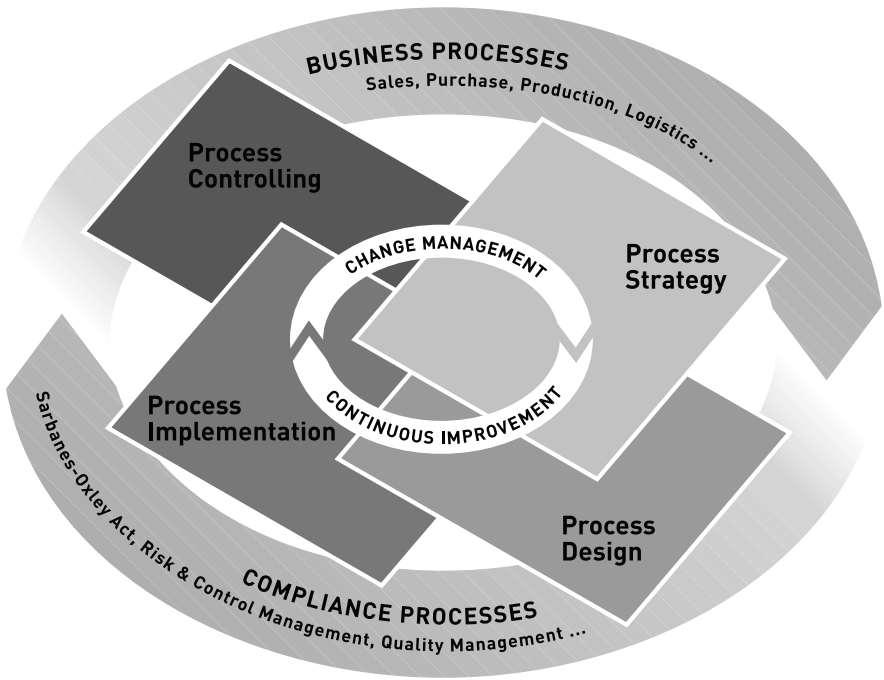 BUSINESS PROCESSES
Sales, Purchase, Production, Logistics ...
Process
Controlling
Process
Strategy
CHANGE MANAGEMENT
CONTINUOUS IMPROVEMENT
Process
Implementation
Process
Design
COMPLIANCE PROCESSES
Sarbanes-Oxley Act, Risk & Control Management, Quality Management ...